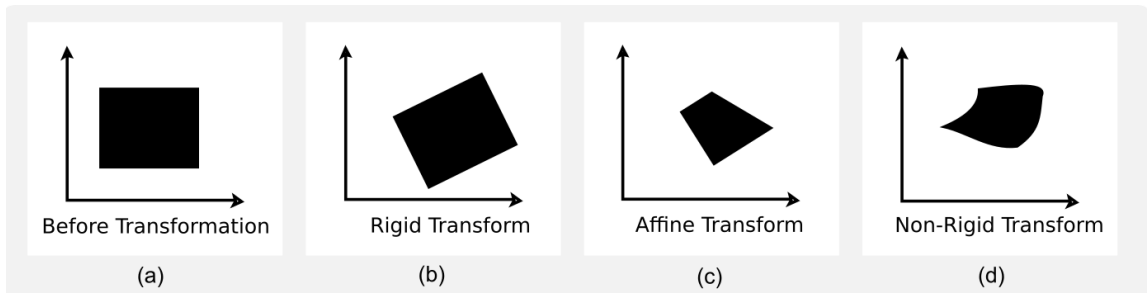 Before Transformation
Rigid Transform
Affine Transform
Non-Rigid Transform
(a)
(b)
(c)
(d)